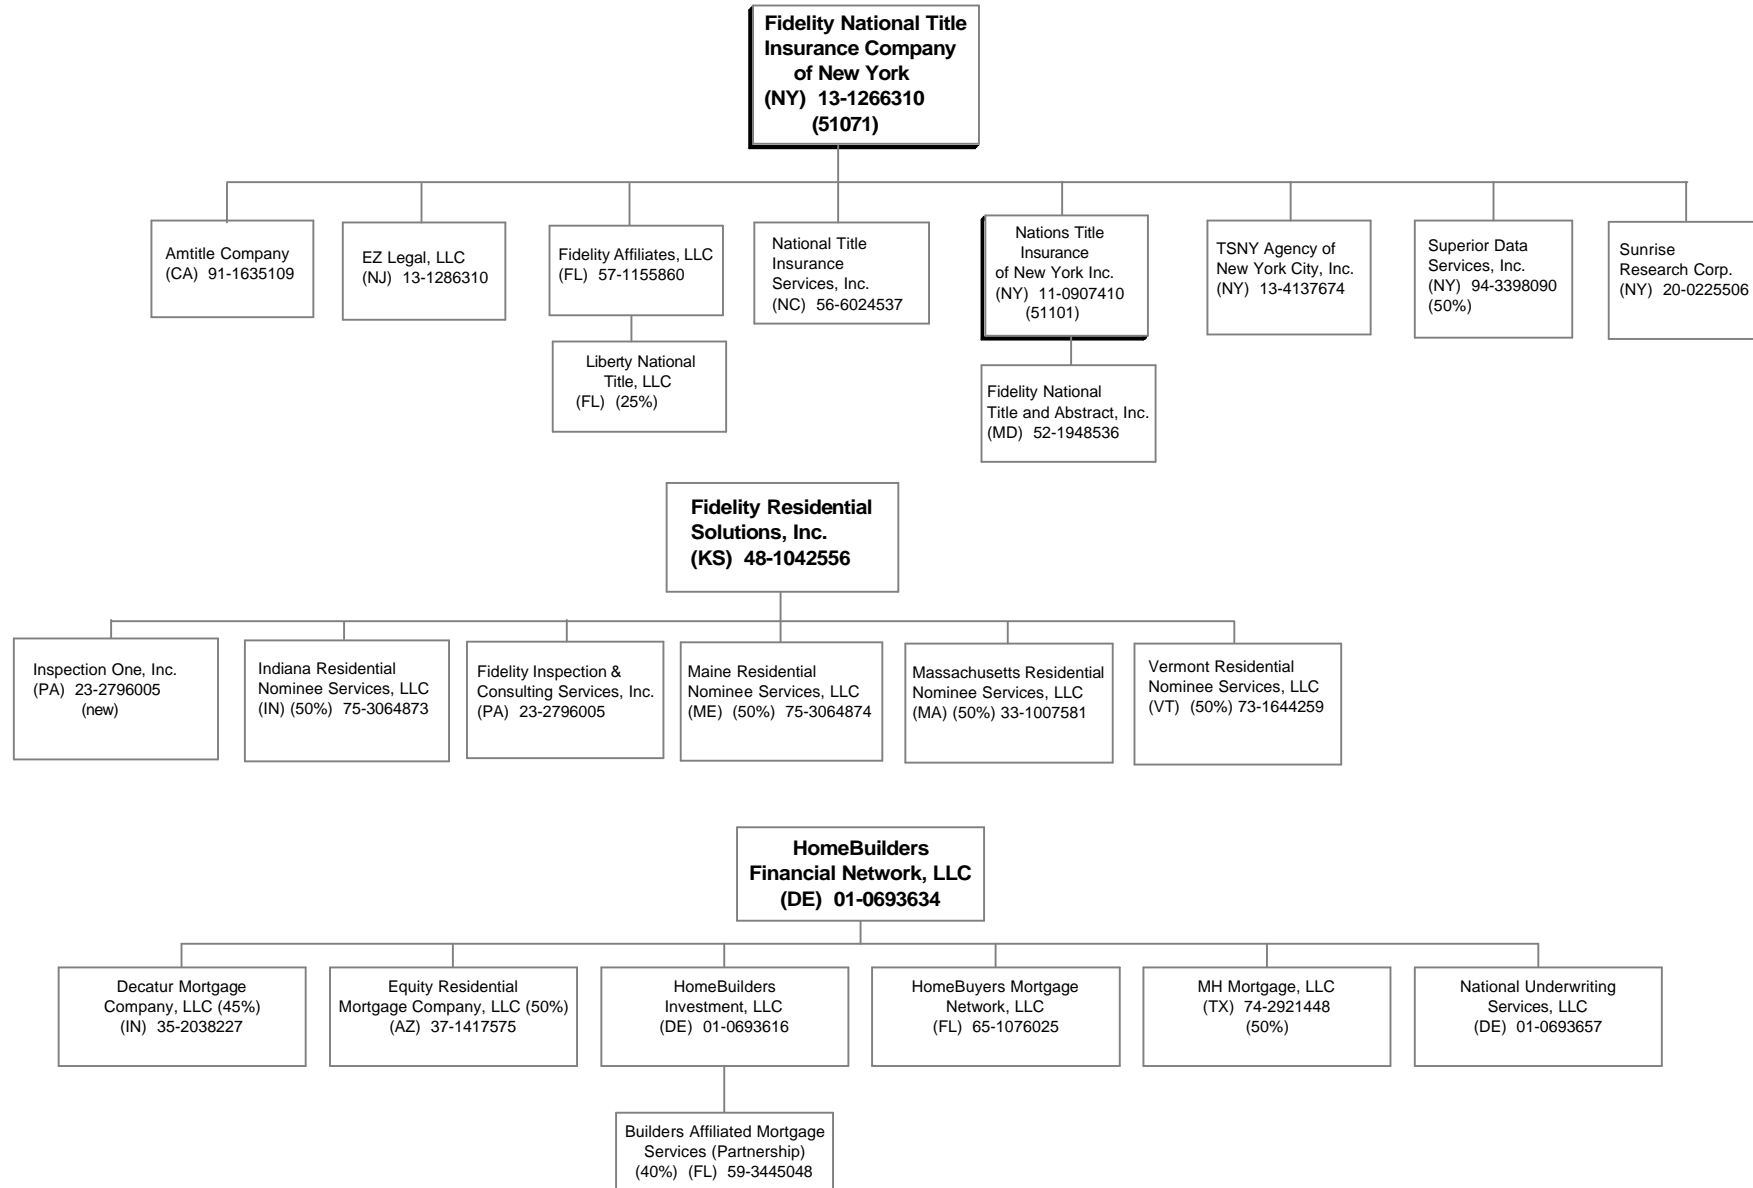 Fidelity National Title
Insurance Company
of New York
(NY) 13-1266310
(51071)
Amtitle Company
(CA) 91-1635109
EZ Legal, LLC
(NJ) 13-1286310
Fidelity Affiliates, LLC
(FL) 57-1155860
National Title
Insurance
Services, Inc.
(NC) 56-6024537
Nations Title
Insurance
of New York Inc.
(NY) 11-0907410
(51101)
TSNY Agency of
New York City, Inc.
(NY) 13-4137674
Superior Data
Services, Inc.
(NY) 94-3398090
(50%)
Sunrise
Research Corp.
(NY) 20-0225506
Liberty National
Title, LLC
(FL) (25%)
Fidelity National
Title and Abstract, Inc.
(MD) 52-1948536
Fidelity Residential
Solutions, Inc.
(KS) 48-1042556
Inspection One, Inc.
(PA) 23-2796005
(new)
Indiana Residential
Nominee Services, LLC
(IN) (50%) 75-3064873
Fidelity Inspection &
Consulting Services, Inc.
(PA) 23-2796005
Maine Residential
Nominee Services, LLC
(ME) (50%) 75-3064874
Massachusetts Residential
Nominee Services, LLC
(MA) (50%) 33-1007581
Vermont Residential
Nominee Services, LLC
(VT) (50%) 73-1644259
HomeBuilders
Financial Network, LLC
(DE) 01-0693634
Decatur Mortgage
Company, LLC (45%)
(IN) 35-2038227
Equity Residential
Mortgage Company, LLC (50%)
(AZ) 37-1417575
HomeBuilders
Investment, LLC
(DE) 01-0693616
HomeBuyers Mortgage
Network, LLC
(FL) 65-1076025
MH Mortgage, LLC
(TX) 74-2921448
(50%)
National Underwriting
Services, LLC
(DE) 01-0693657
Builders Affiliated Mortgage
Services (Partnership)
(40%) (FL) 59-3445048